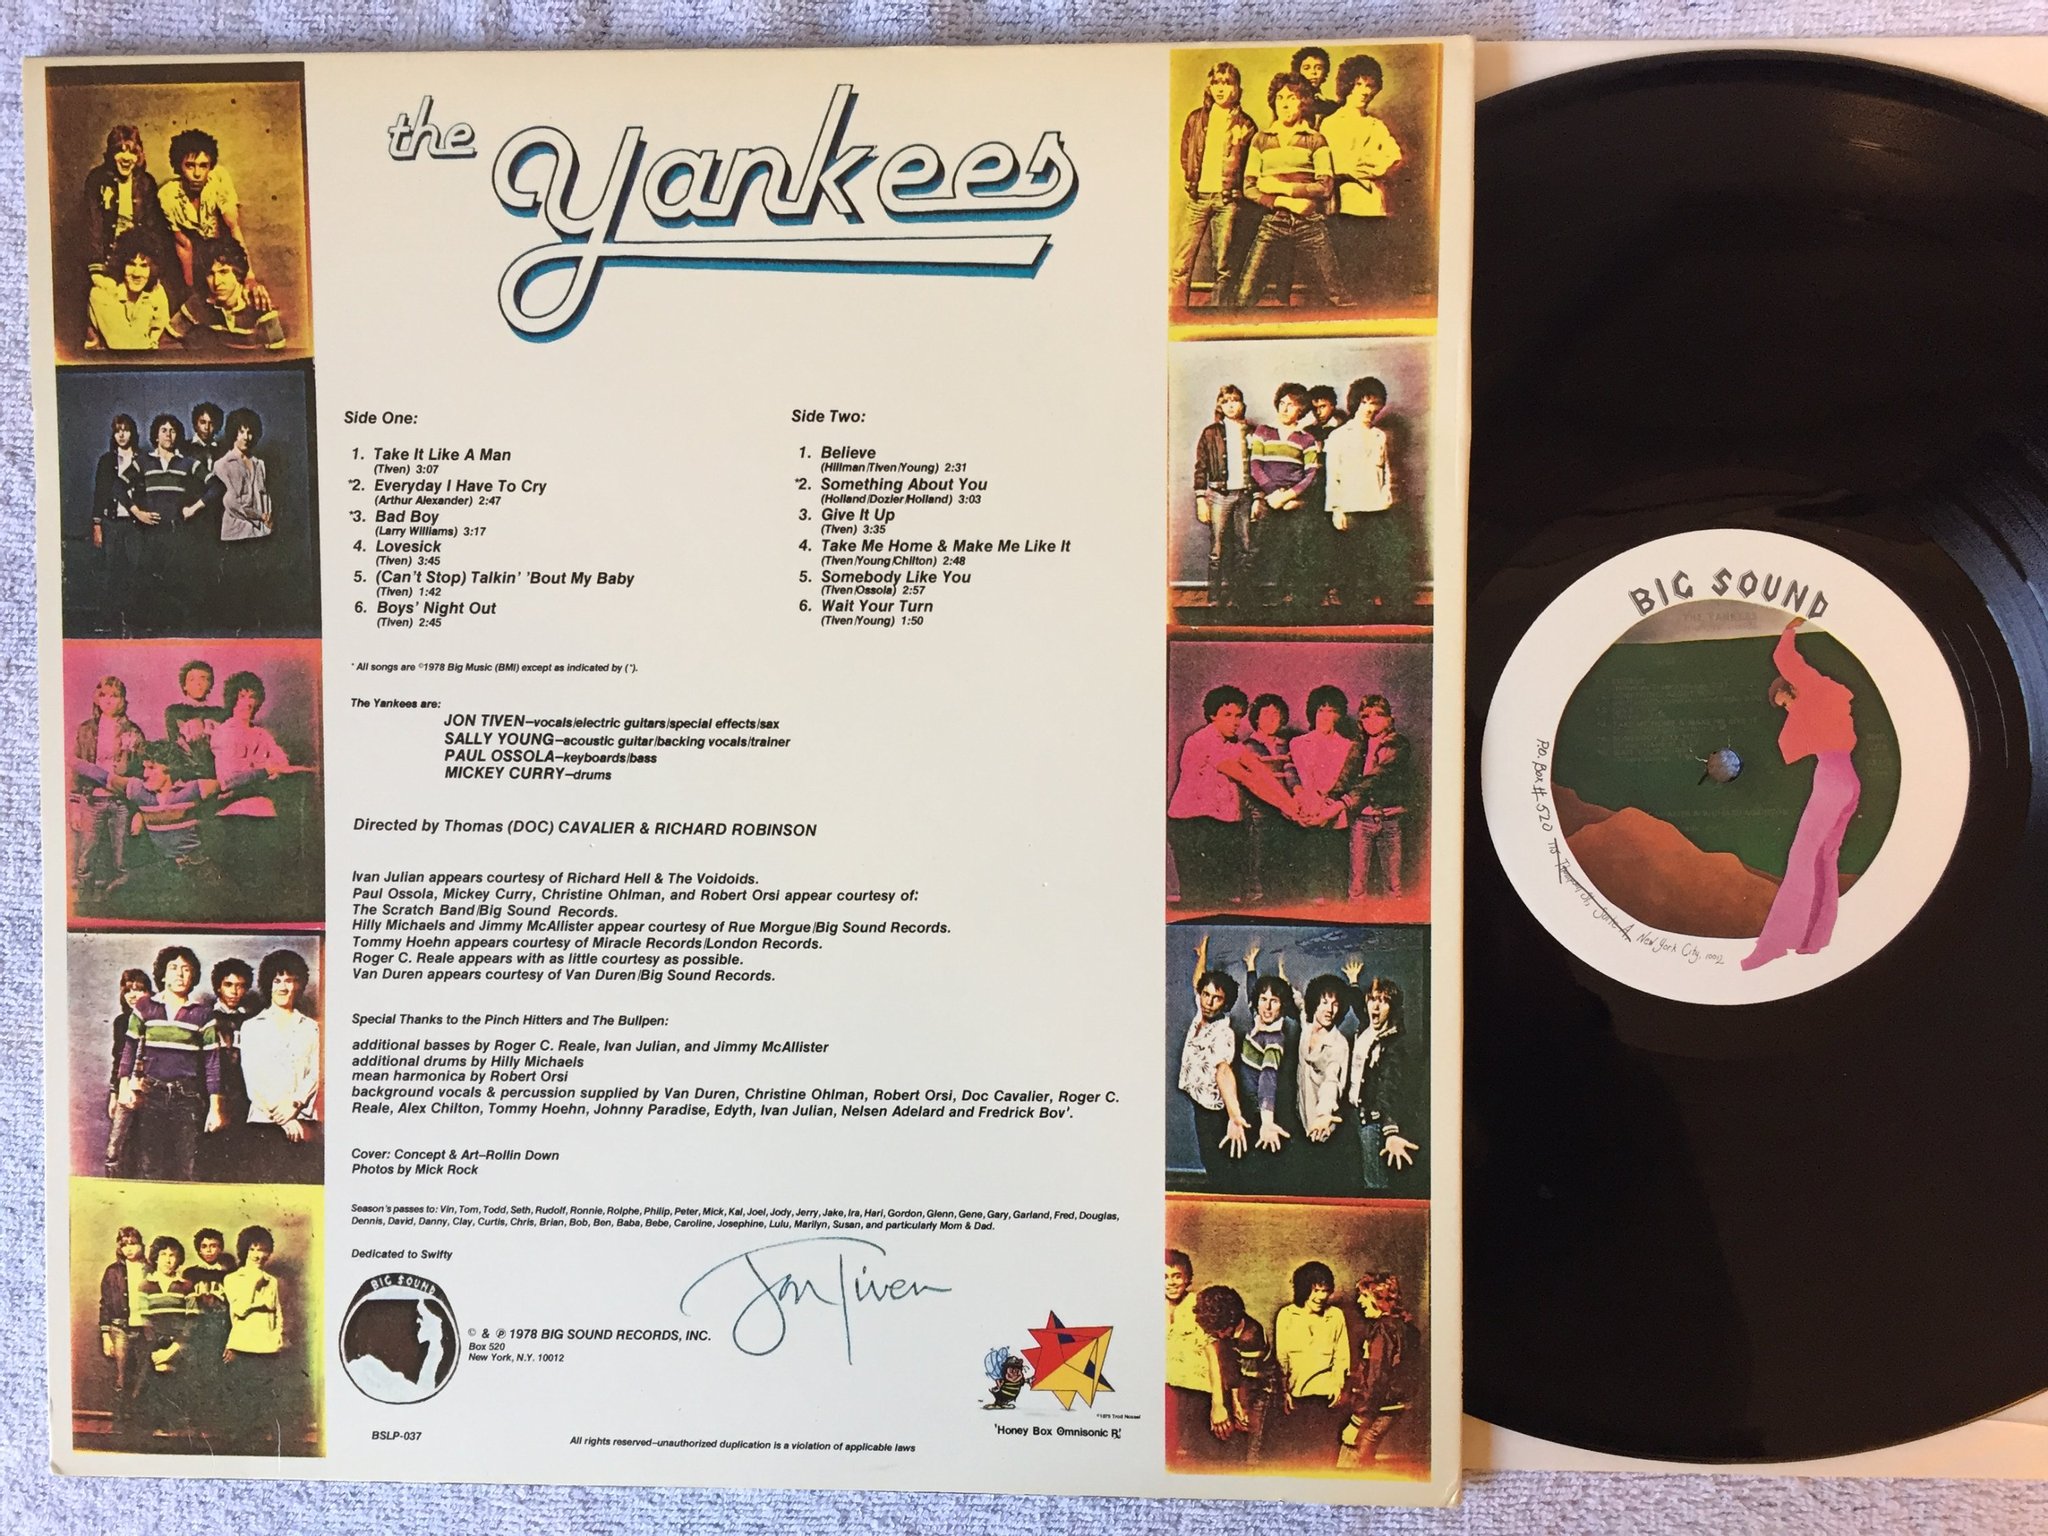 the Yankees
Side One:
1. Take It Like A Man
(Tiven) 3:07
*2. Everyday I Have To Cry
(Arthur Alexander) 2:47
*3. Bad Boy
(Larry Williams) 3:17
4. Lovesick
(Tiven) 3:45
5. (Can't Stop) Talkin' 'Bout My Baby
(Tiven) 1:42
6. Boys' Night Out
(Tiven) 2:45
Side Two:
1. Believe
(Hillman/Tiven/Young) 2:31
*2. Something About You
(Holland/Dozier/Holland) 3:03
3. Give It Up
(Tiven) 3:35
4. Take Me Home & Make Me Like It
(Tiven/Young/Chilton) 2:48
5. Somebody Like You
(Tiven/Ossola) 2:57
6. Wait Your Turn
(Tiven/Young) 1:50
* All songs are ©1978 Big Music (BMI) except as indicated by (*).
The Yankees are:
JON TIVEN—vocals/electric guitars/special effects/sax
SALLY YOUNG—acoustic guitar/backing vocals/trainer
PAUL OSSOLA—keyboards/bass
MICKEY CURRY—drums
Directed by Thomas (DOC) CAVALIER & RICHARD ROBINSON
Ivan Julian appears courtesy of Richard Hell & The Voidoids.
Paul Ossola, Mickey Curry, Christine Ohlman, and Robert Orsi appear courtesy of:
The Scratch Band/Big Sound Records.
Hilly Michaels and Jimmy McAllister appear courtesy of Rue Morgue/Big Sound Records.
Tommy Hoehn appears courtesy of Miracle Records/London Records.
Roger C. Reale appears with as little courtesy as possible.
Van Duren appears courtesy of Van Duren/Big Sound Records.
Special Thanks to the Pinch Hitters and The Bullpen:
additional basses by Roger C. Reale, Ivan Julian, and Jimmy McAllister
additional drums by Hilly Michaels
mean harmonica by Robert Orsi
background vocals & percussion supplied by Van Duren, Christine Ohlman, Robert Orsi, Doc Cavalier, Roger C.
Reale, Alex Chilton, Tommy Hoehn, Johnny Paradise, Edyth, Ivan Julian, Nelsen Adelard and Fredrick Bov'.
Cover: Concept & Art—Rollin Down
Photos by Mick Rock
Season's passes to: Vin, Tom, Todd, Seth, Rudolf, Ronnie, Rolphe, Philip, Peter, Mick, Kal, Joel, Jody, Jerry, Jake, Ira, Hari, Gordon, Glenn, Gene, Gary, Garland, Fred, Douglas,
Dennis, David, Danny, Clay, Curtis, Chris, Brian, Bob, Ben, Baba, Bebe, Caroline, Josephine, Lulu, Marilyn, Susan, and particularly Mom & Dad.
Dedicated to Swifty
Jon Tiven
BIG SOUND
© & ℗ 1978 BIG SOUND RECORDS, INC.
Box 520
New York, N.Y. 10012
BSLP-037
All rights reserved—unauthorized duplication is a violation of applicable laws
©1975 Trod Nossel
'Honey Box Omnisonic ℞'
BIG SOUND
THE YANKEES
P.O. Box #520
Suite A, New York City, 10012